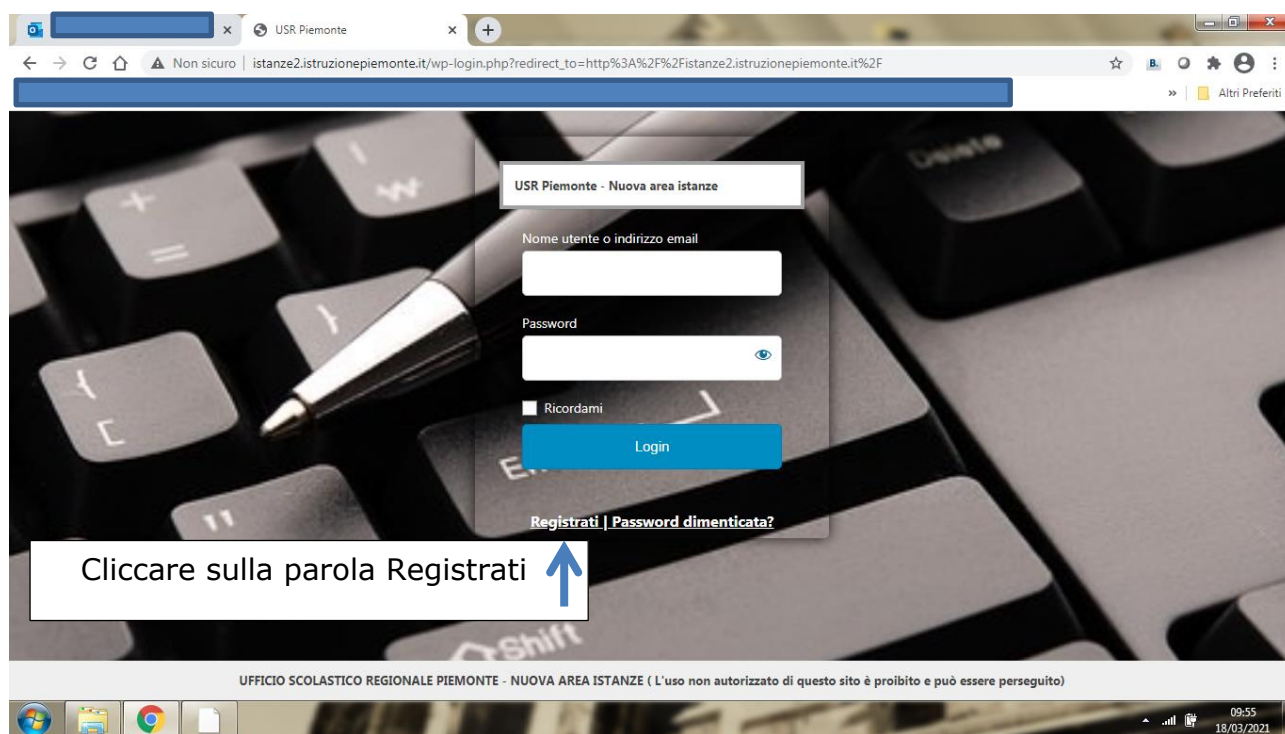 USR Piemonte
Non sicuro | istanze2.istruzionepiemonte.it/wp-login.php?redirect_to=http%3A%2F%2Fistanze2.istruzionepiemonte.it%2F
B.
» Altri Preferiti
Delete
+
=
W
USR Piemonte - Nuova area istanze
Nome utente o indirizzo email
}
Password
{
[
Ricordami
Login
"
Registrati | Password dimenticata?
Cliccare sulla parola Registrati
Shift
UFFICIO SCOLASTICO REGIONALE PIEMONTE - NUOVA AREA ISTANZE ( L'uso non autorizzato di questo sito è proibito e può essere perseguito)
09:55
18/03/2021